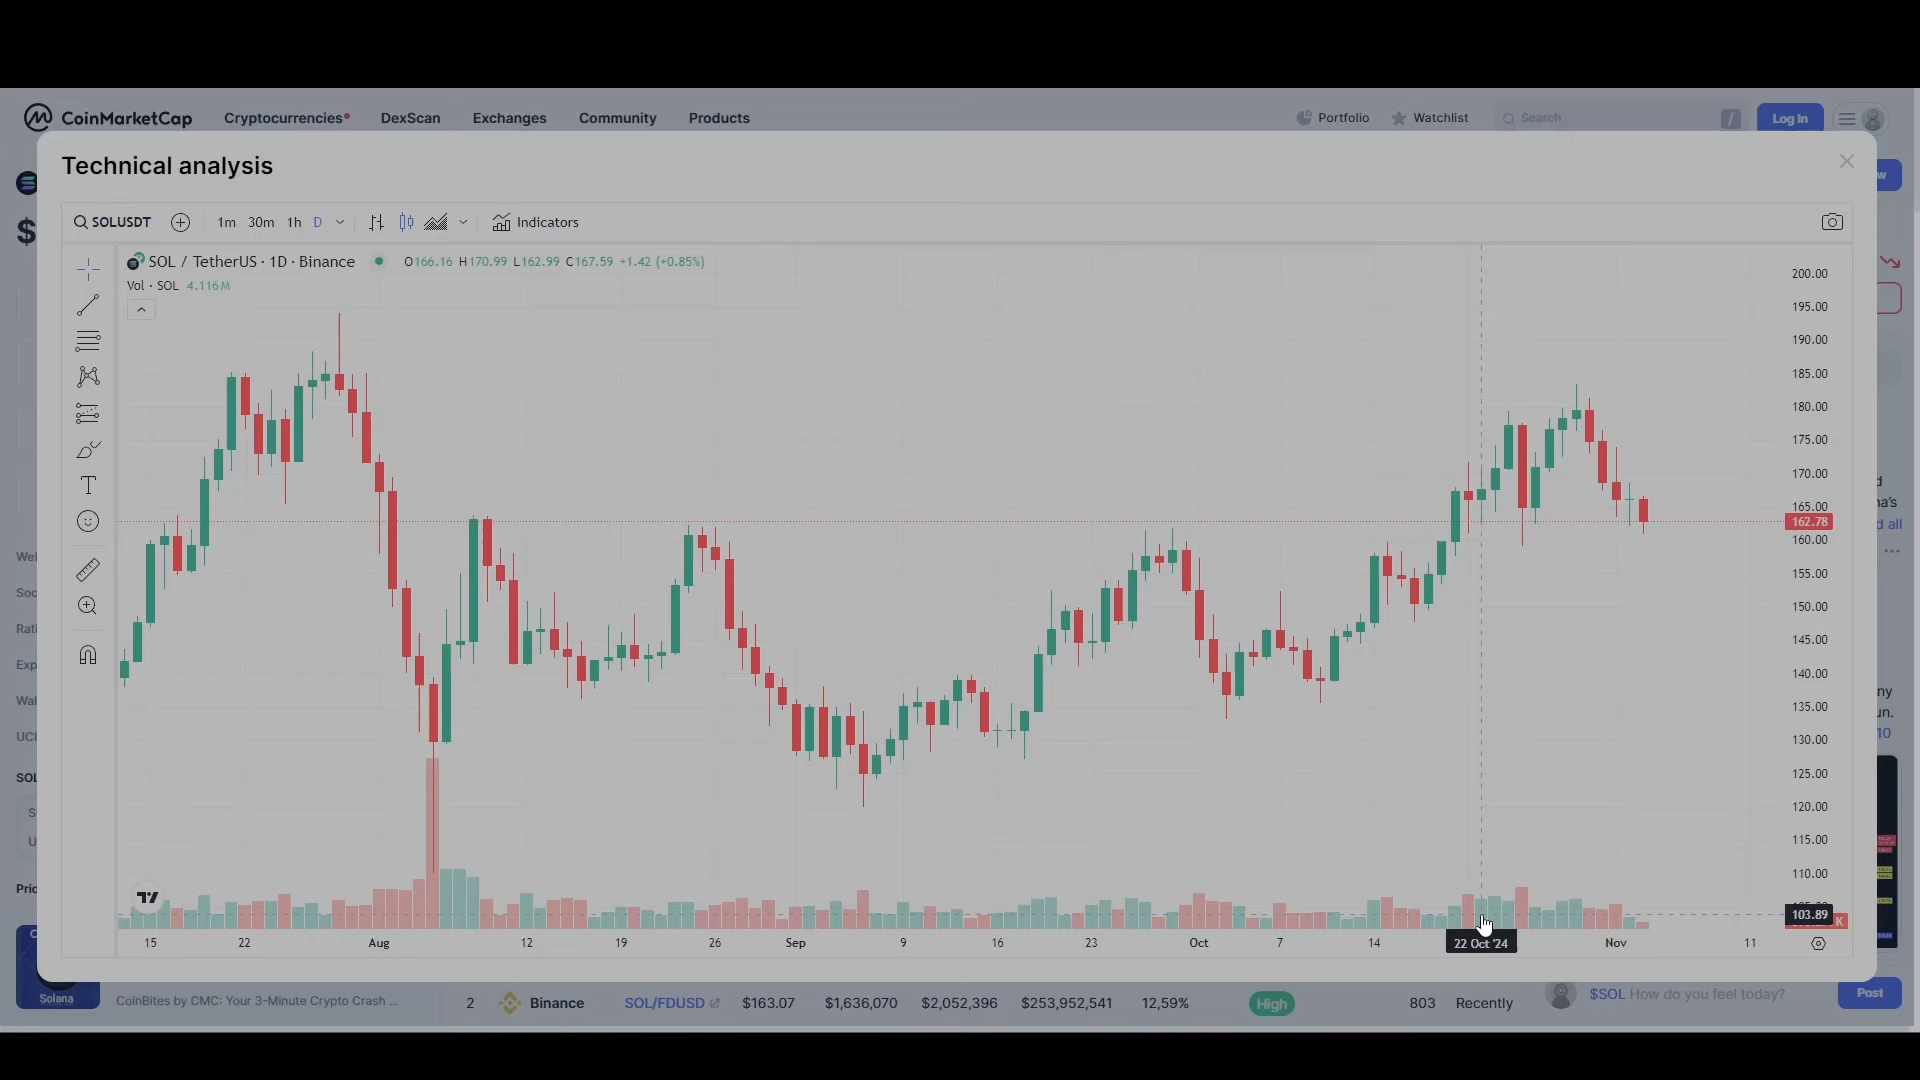 CoinMarketCap Cryptocurrencies DexScan Exchanges Community Products Portfolio Watchlist Search / Log In
Technical analysis
$
SOLUSDT 1m 30m 1h D Indicators
SOL / TetherUS · 1D · Binance O166.16 H170.99 L162.99 C167.59 +1.42 (+0.85%)
Vol · SOL 4.116M
200.00
195.00
190.00
185.00
180.00
175.00
170.00
165.00
162.78
160.00
155.00
150.00
145.00
140.00
135.00
130.00
125.00
120.00
115.00
110.00
103.89 K
15 22 Aug 12 19 26 Sep 9 16 23 Oct 7 14 22 Oct '24 Nov 11
Solana CoinBites by CMC: Your 3-Minute Crypto Crash ... 2 Binance SOL/FDUSD $163.07 $1,636,070 $2,052,396 $253,952,541 12,59% High 803 Recently $SOL How do you feel today? Post